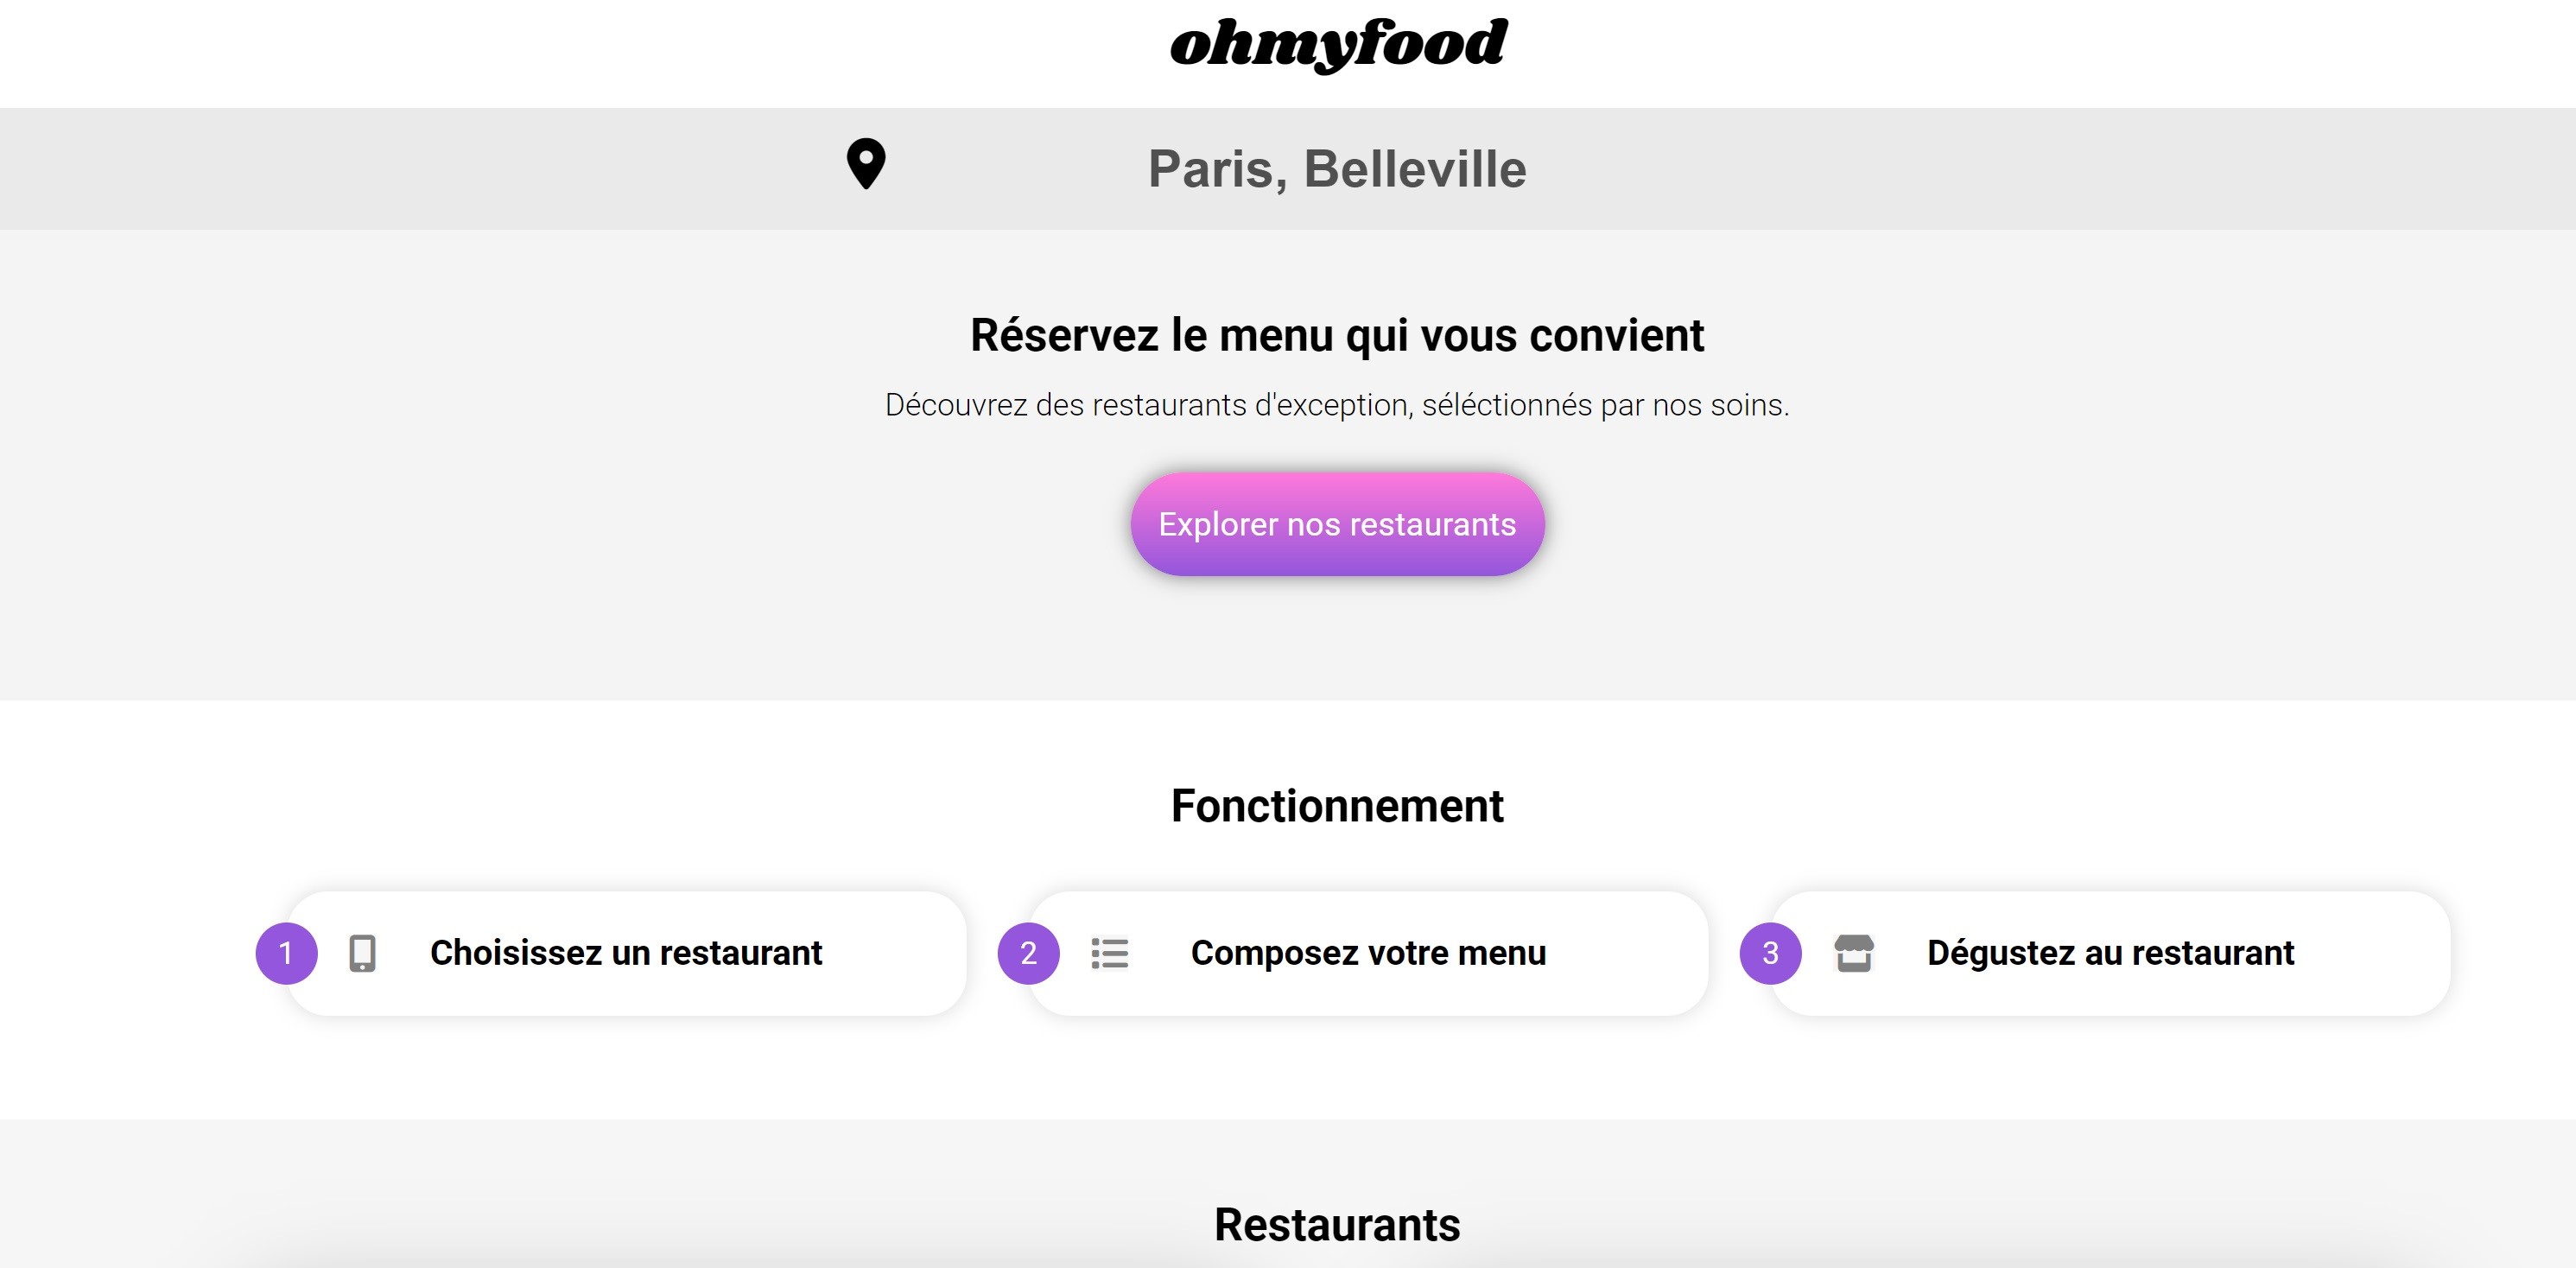 ohmyfood
Paris, Belleville
Réservez le menu qui vous convient
Découvrez des restaurants d'exception, séléctionnés par nos soins.
Explorer nos restaurants
Fonctionnement
1 Choisissez un restaurant
2 Composez votre menu
3 Dégustez au restaurant
Restaurants